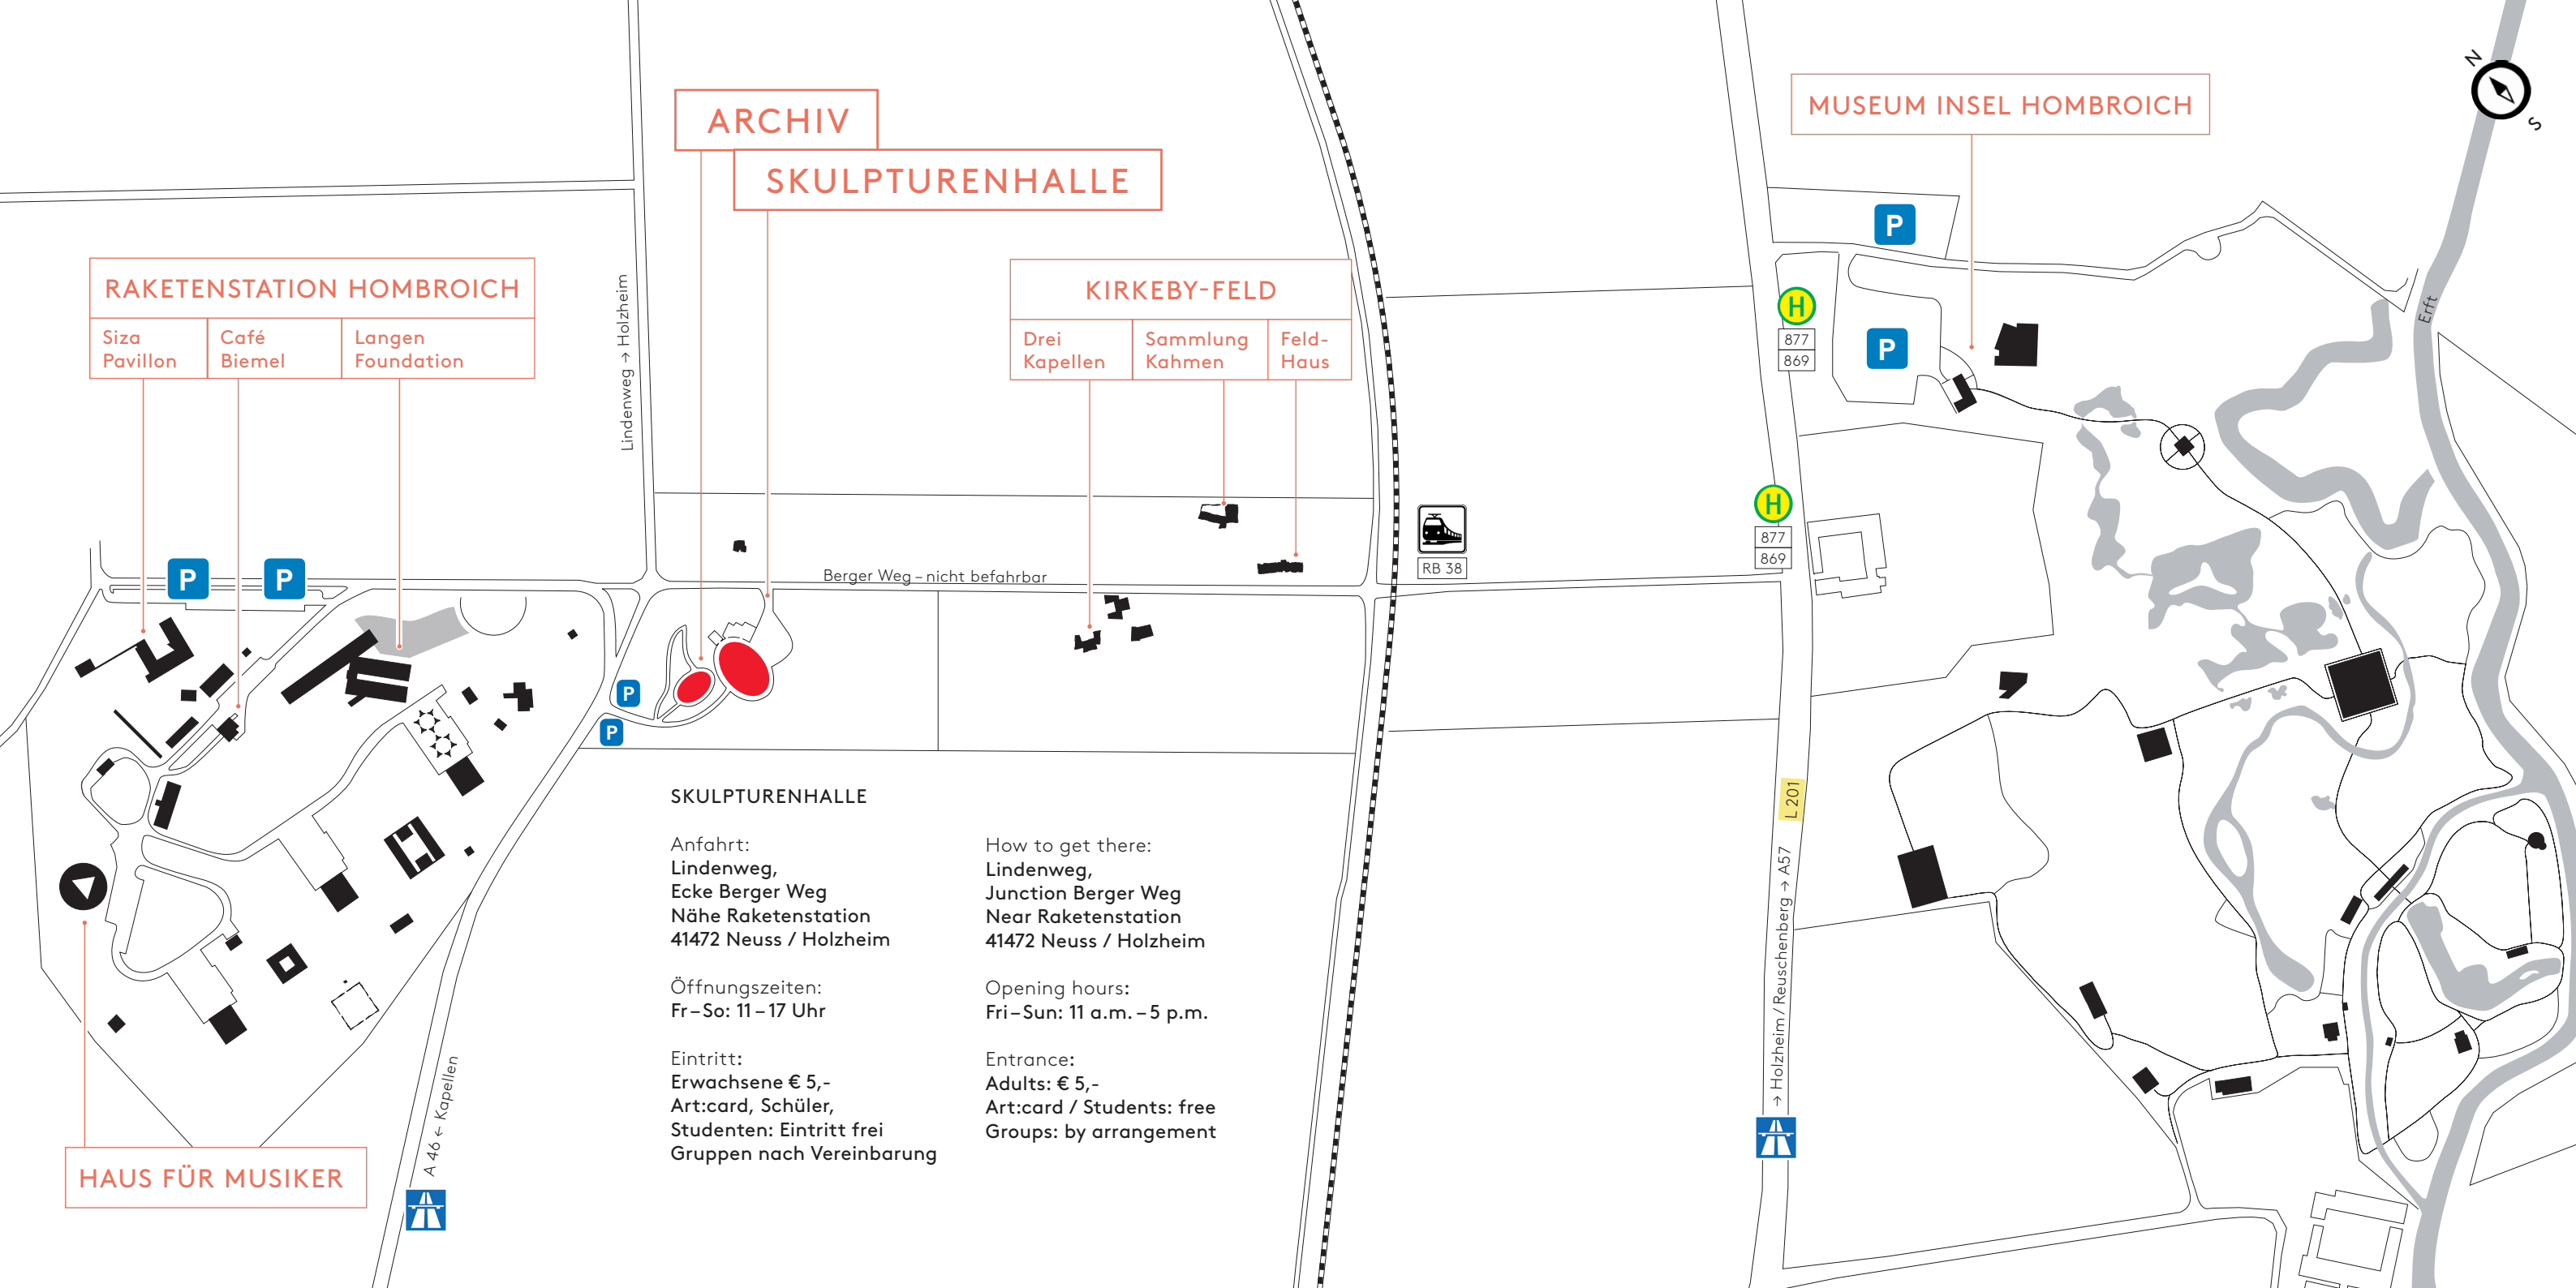 N
S
ARCHIV
SKULPTURENHALLE
MUSEUM INSEL HOMBROICH
RAKETENSTATION HOMBROICH
Siza
Pavillon
Café
Biemel
Langen
Foundation
Lindenweg → Holzheim
KIRKEBY-FELD
Drei
Kapellen
Sammlung
Kahmen
Feld-
Haus
P
P
H
877
869
Erft
H
877
869
RB 38
P
P
Berger Weg – nicht befahrbar
P
P
L 201
→ Holzheim / Reuschenberg → A57
A 46 ← Kapellen
HAUS FÜR MUSIKER
SKULPTURENHALLE
Anfahrt:
Lindenweg,
Ecke Berger Weg
Nähe Raketenstation
41472 Neuss / Holzheim
Öffnungszeiten:
Fr – So: 11 – 17 Uhr
Eintritt:
Erwachsene € 5,-
Art:card, Schüler,
Studenten: Eintritt frei
Gruppen nach Vereinbarung
How to get there:
Lindenweg,
Junction Berger Weg
Near Raketenstation
41472 Neuss / Holzheim
Opening hours:
Fri – Sun: 11 a.m. – 5 p.m.
Entrance:
Adults: € 5,-
Art:card / Students: free
Groups: by arrangement